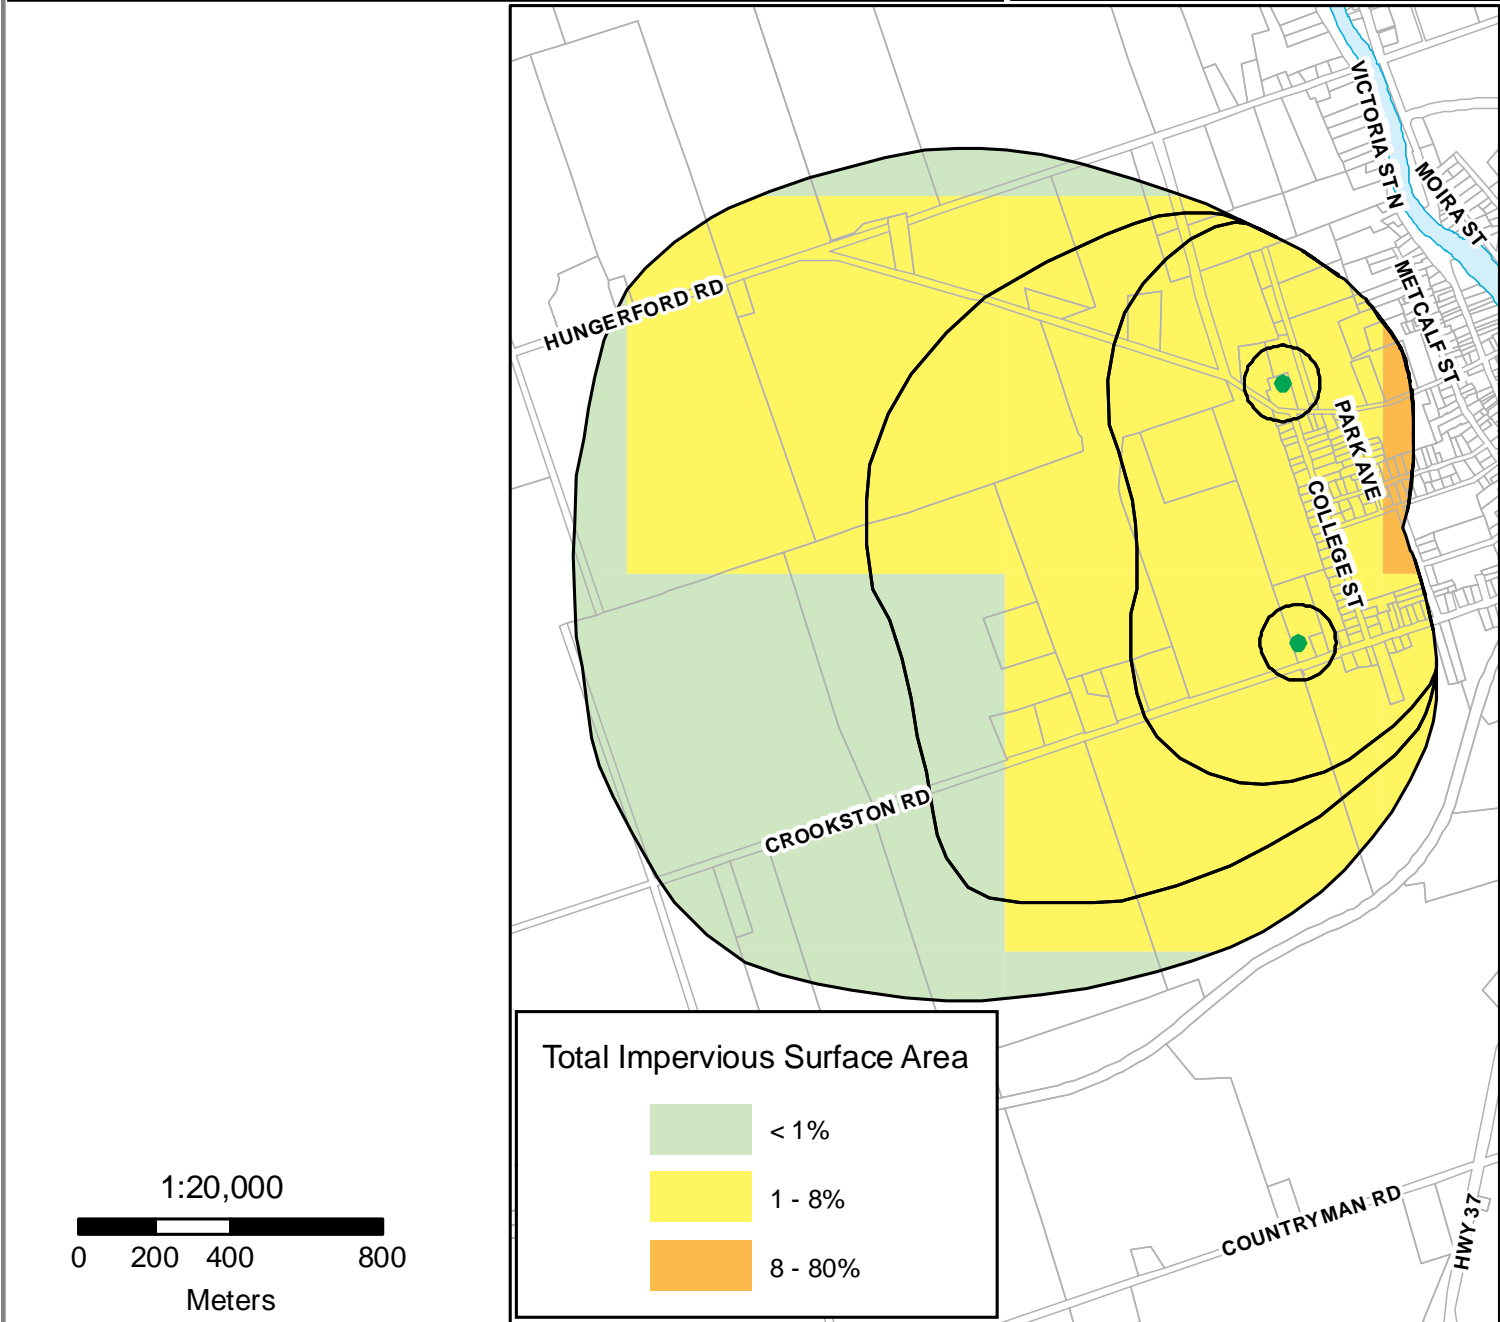 VICTORIA ST N
MOIRA ST
METCALF ST
HUNGERFORD RD
PARK AVE
COLLEGE ST
CROOKSTON RD
Total Impervious Surface Area
< 1%
1 - 8%
8 - 80%
1:20,000
0 200 400 800
Meters
COUNTRYMAN RD
HWY 37